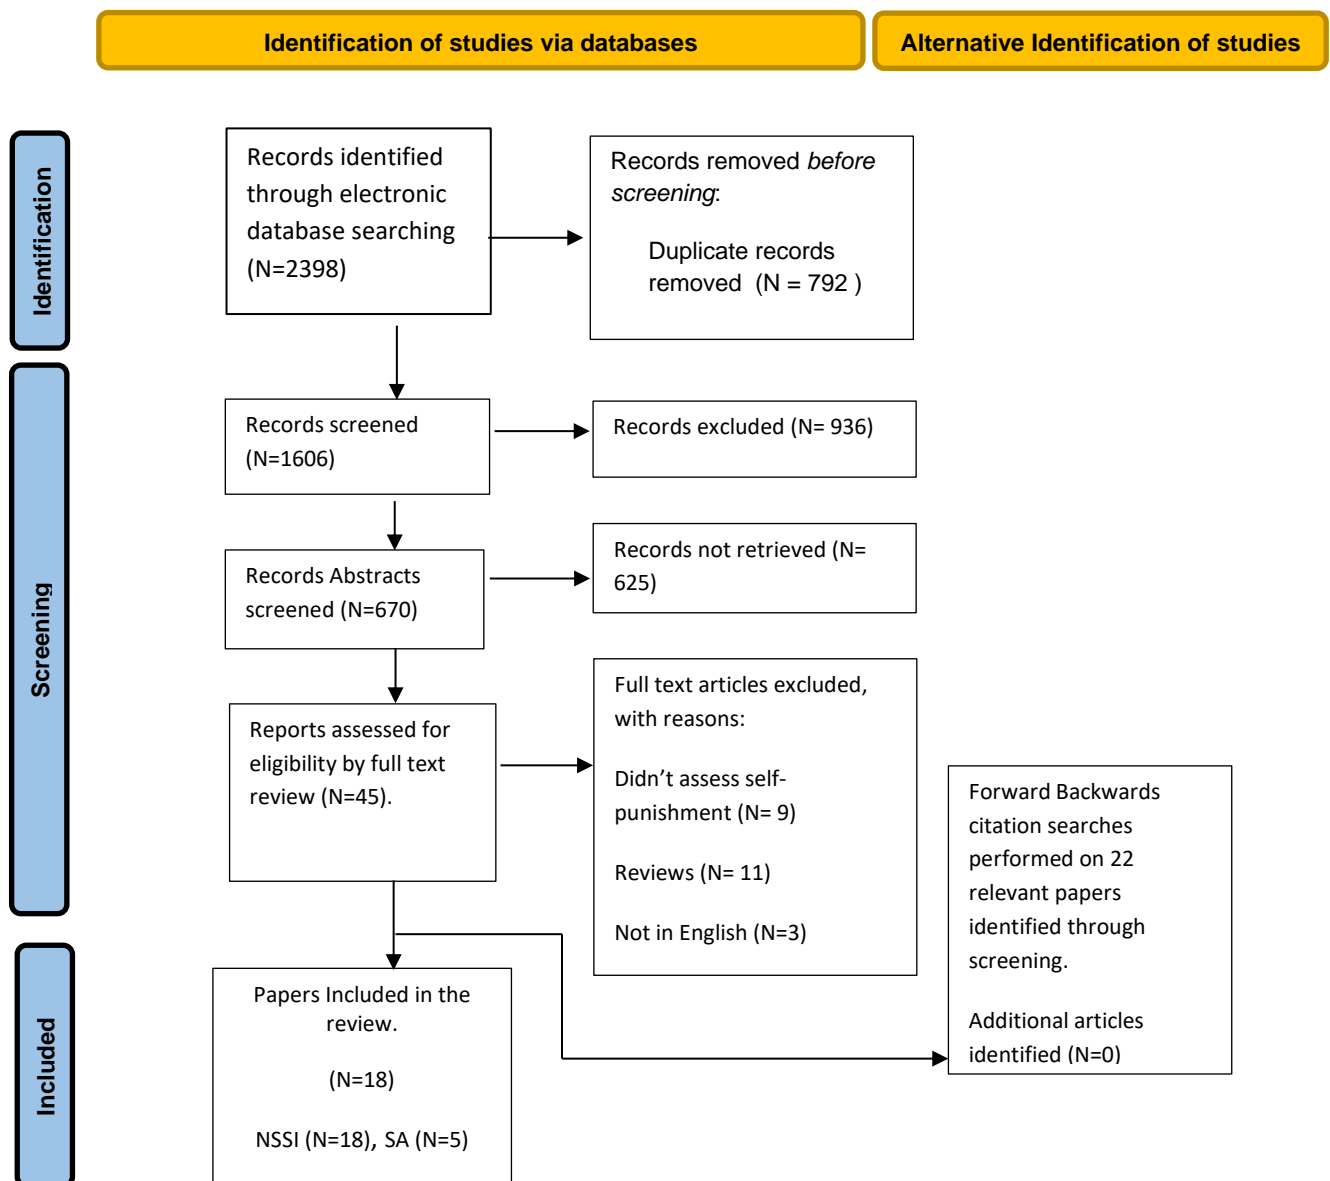 Identification of studies via databases
Alternative Identification of studies
Identification
Records identified
through electronic
database searching
(N=2398)
Records removed before
screening:
Duplicate records
removed (N = 792 )
Screening
Records screened
(N=1606)
Records excluded (N= 936)
Records Abstracts
screened (N=670)
Records not retrieved (N=
625)
Reports assessed for
eligibility by full text
review (N=45).
Full text articles excluded,
with reasons:
Didn’t assess self-
punishment (N= 9)
Reviews (N= 11)
Not in English (N=3)
Forward Backwards
citation searches
performed on 22
relevant papers
identified through
screening.
Additional articles
identified (N=0)
Included
Papers Included in the
review.
(N=18)
NSSI (N=18), SA (N=5)